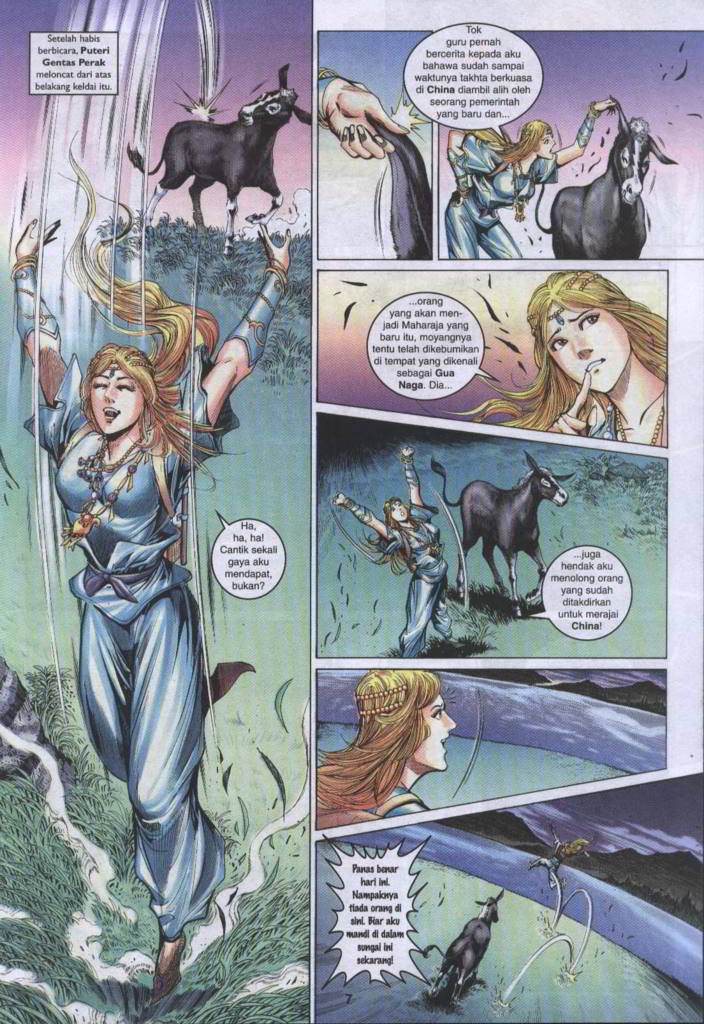 Setelah habis
berbicara, Puteri
Gentas Perak
meloncat dari atas
belakang keldai itu.
Ha,
ha, ha!
Cantik sekali
gaya aku
mendapat,
bukan?
Tok
guru pernah
bercerita kepada aku
bahawa sudah sampai
waktunya takhta berkuasa
di China diambil alih oleh
seorang pemerintah
yang baru dan...
...orang
yang akan men-
jadi Maharaja yang
baru itu, moyangnya
tentu telah dikebumikan
di tempat yang dikenali
sebagai Gua
Naga. Dia...
...juga
hendak aku
menolong orang
yang sudah
ditakdirkan
untuk merajai
China!
Panas benar
hari ini.
Nampaknya
tiada orang di
sini. Biar aku
mandi di dalam
sungai ini
sekarang!
7